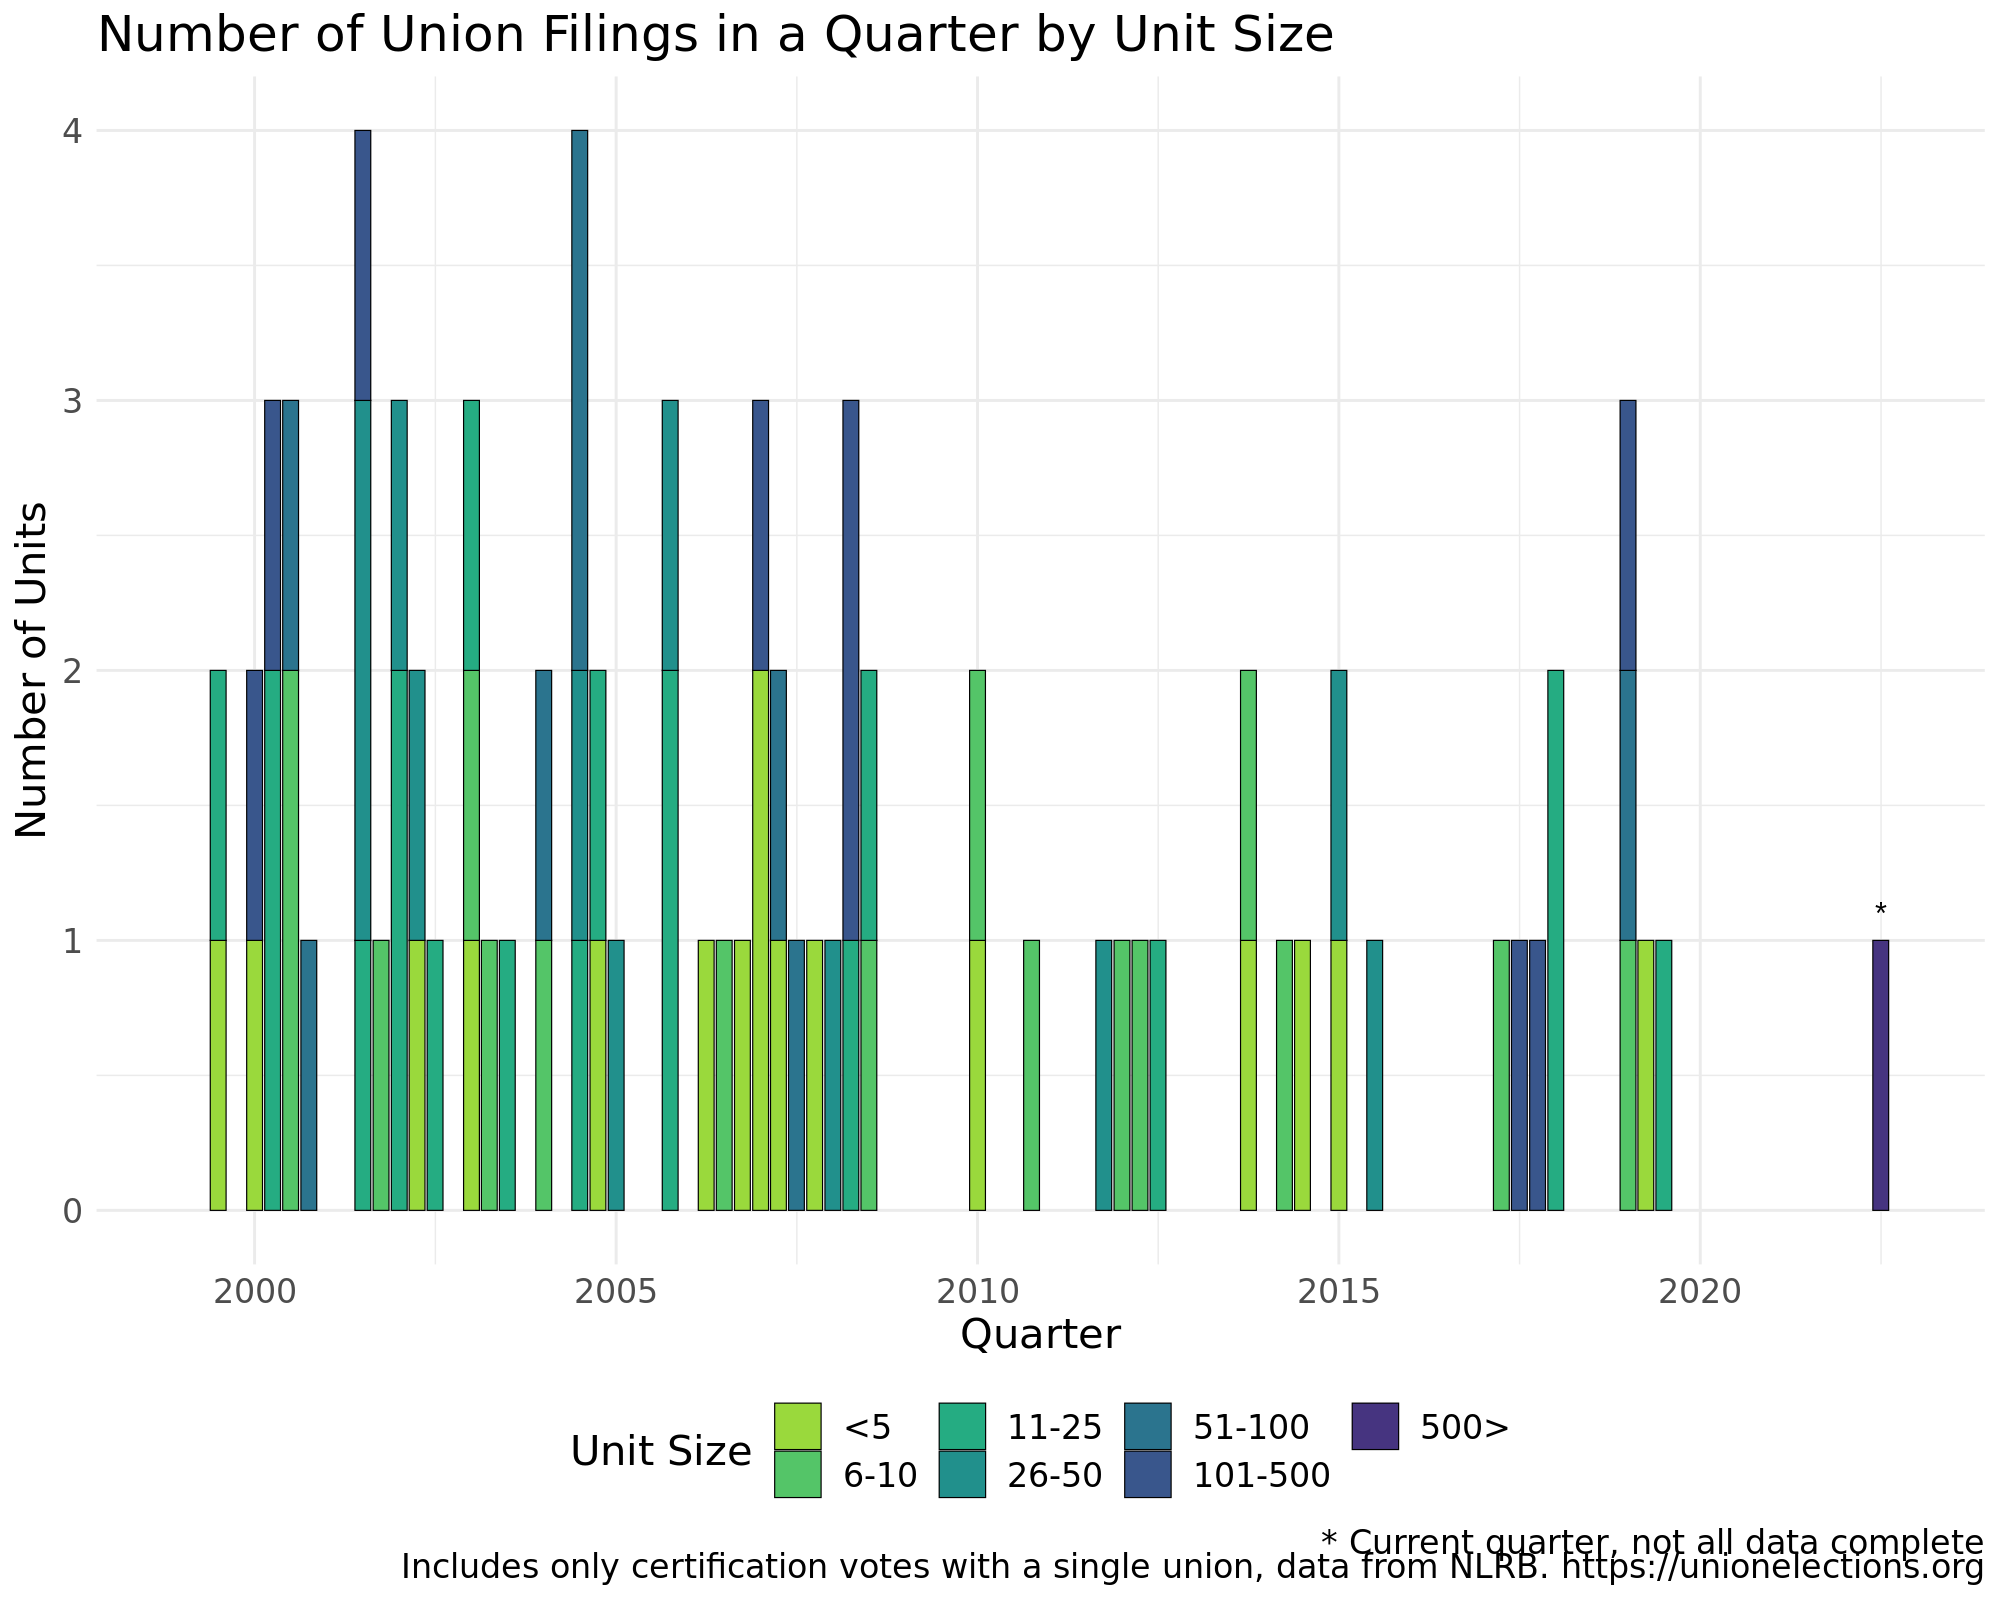 Number of Union Filings in a Quarter by Unit Size
Number of Units
4
3
2
1
0
*
2000 2005 2010 2015 2020
Quarter
Unit Size
<5 11-25 51-100 500>
6-10 26-50 101-500
* Current quarter, not all data complete
Includes only certification votes with a single union, data from NLRB. https://unionelections.org